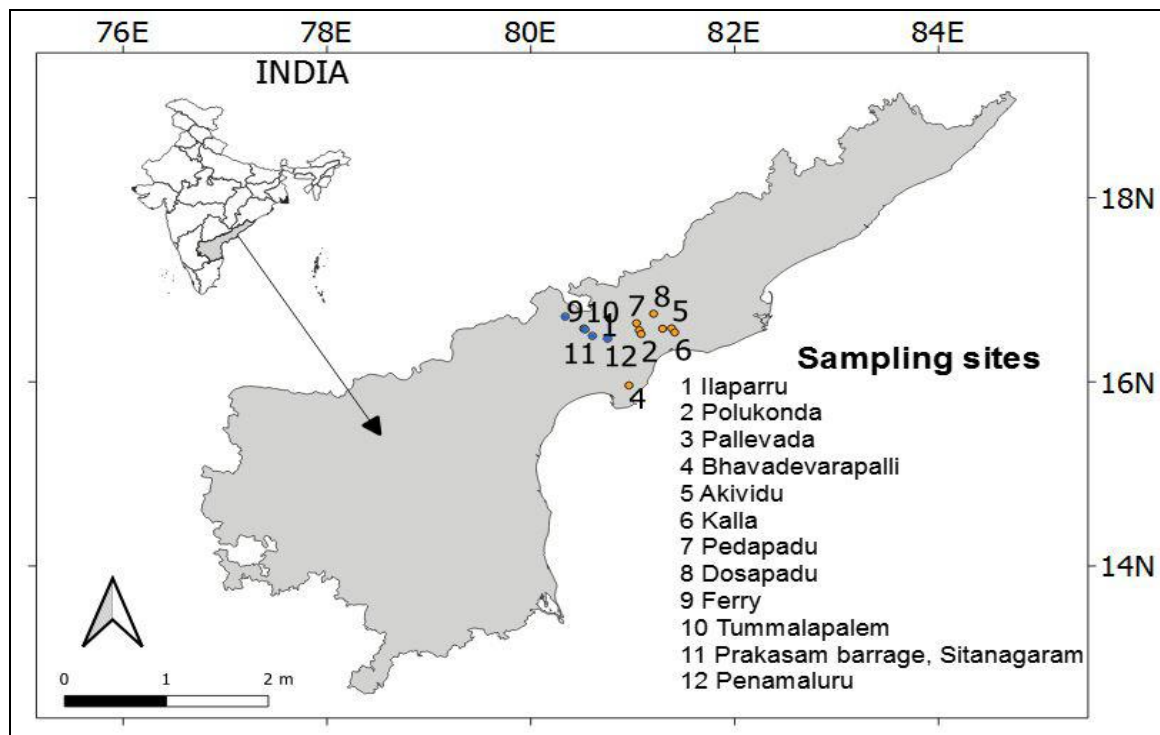 76E 78E 80E 82E 84E
INDIA
18N
7 8 5
9 10 1
11 12 2 6
4
16N
14N
Sampling sites
1 Ilaparru
2 Polukonda
3 Pallevada
4 Bhavadevarapalli
5 Akividu
6 Kalla
7 Pedapadu
8 Dosapadu
9 Ferry
10 Tummalapalem
11 Prakasam barrage, Sitanagaram
12 Penamaluru
0 1 2 m